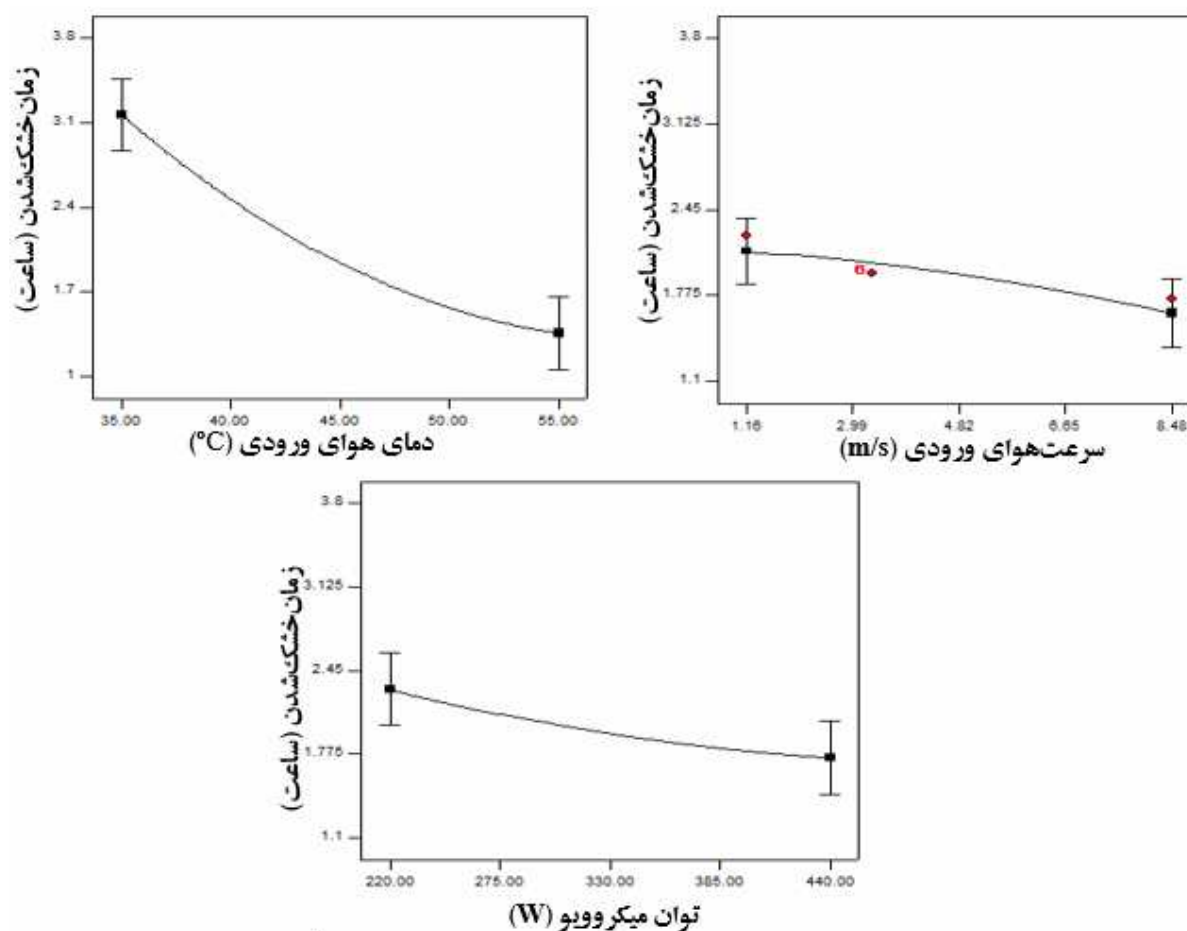 زمان‌خشک‌شدن (ساعت)
3.8
3.1
2.4
1.7
1
35.00 40.00 45.00 50.00 55.00
دمای هوای ورودی (°C)
زمان‌خشک‌شدن (ساعت)
3.8
3.125
2.45
1.775
1.1
6
1.16 2.99 4.82 6.65 8.48
سرعت‌هوای ورودی (m/s)
زمان‌خشک‌شدن (ساعت)
3.8
3.125
2.45
1.775
1.1
220.00 275.00 330.00 385.00 440.00
توان میکروویو (W)